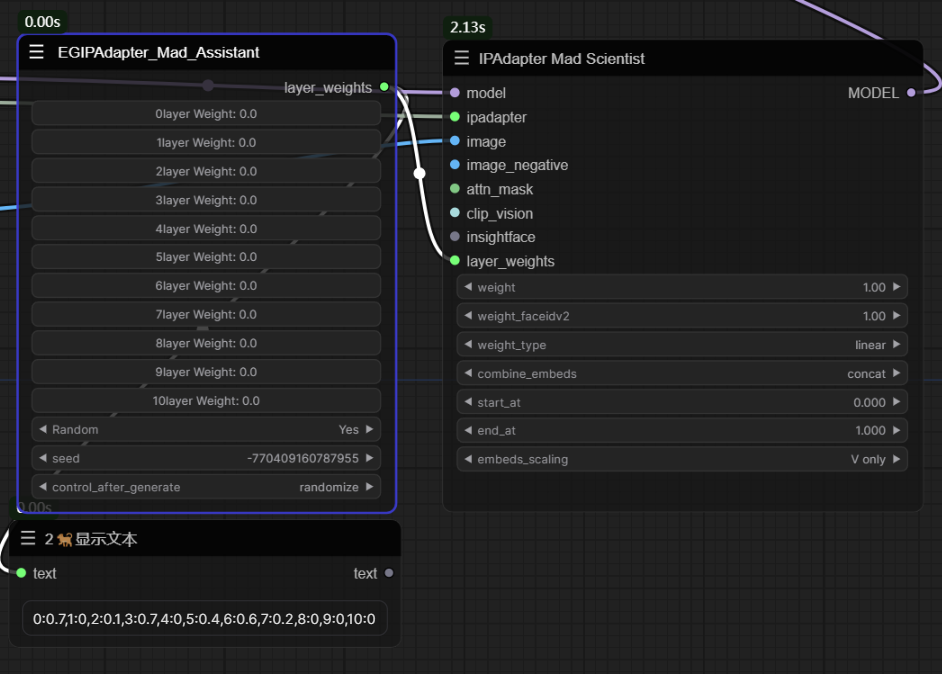 0.00s
EGIPAdapter_Mad_Assistant
layer_weights
0layer Weight: 0.0
1layer Weight: 0.0
2layer Weight: 0.0
3layer Weight: 0.0
4layer Weight: 0.0
5layer Weight: 0.0
6layer Weight: 0.0
7layer Weight: 0.0
8layer Weight: 0.0
9layer Weight: 0.0
10layer Weight: 0.0
Random Yes
seed -770409160787955
control_after_generate randomize
0.00s
2🐈显示文本
text text
0:0.7,1:0,2:0.1,3:0.7,4:0,5:0.4,6:0.6,7:0.2,8:0,9:0,10:0
2.13s
IPAdapter Mad Scientist
model MODEL
ipadapter
image
image_negative
attn_mask
clip_vision
insightface
layer_weights
weight 1.00
weight_faceidv2 1.00
weight_type linear
combine_embeds concat
start_at 0.000
end_at 1.000
embeds_scaling V only